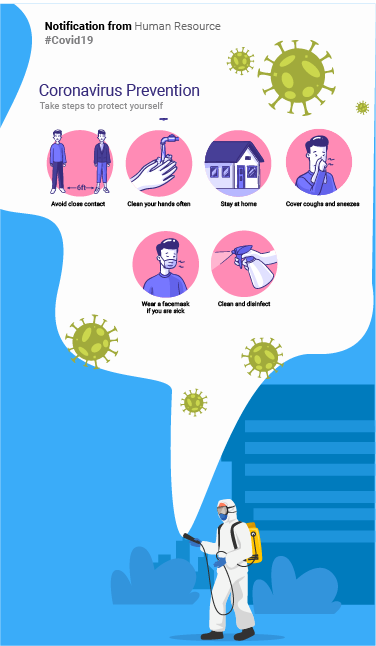 Notification from Human Resource
#Covid19
Coronavirus Prevention
Take steps to protect yourself
6ft
Avoid close contact
Clean your hands often
Stay at home
Cover coughs and sneezes
Wear a facemask
if you are sick
Clean and disinfect